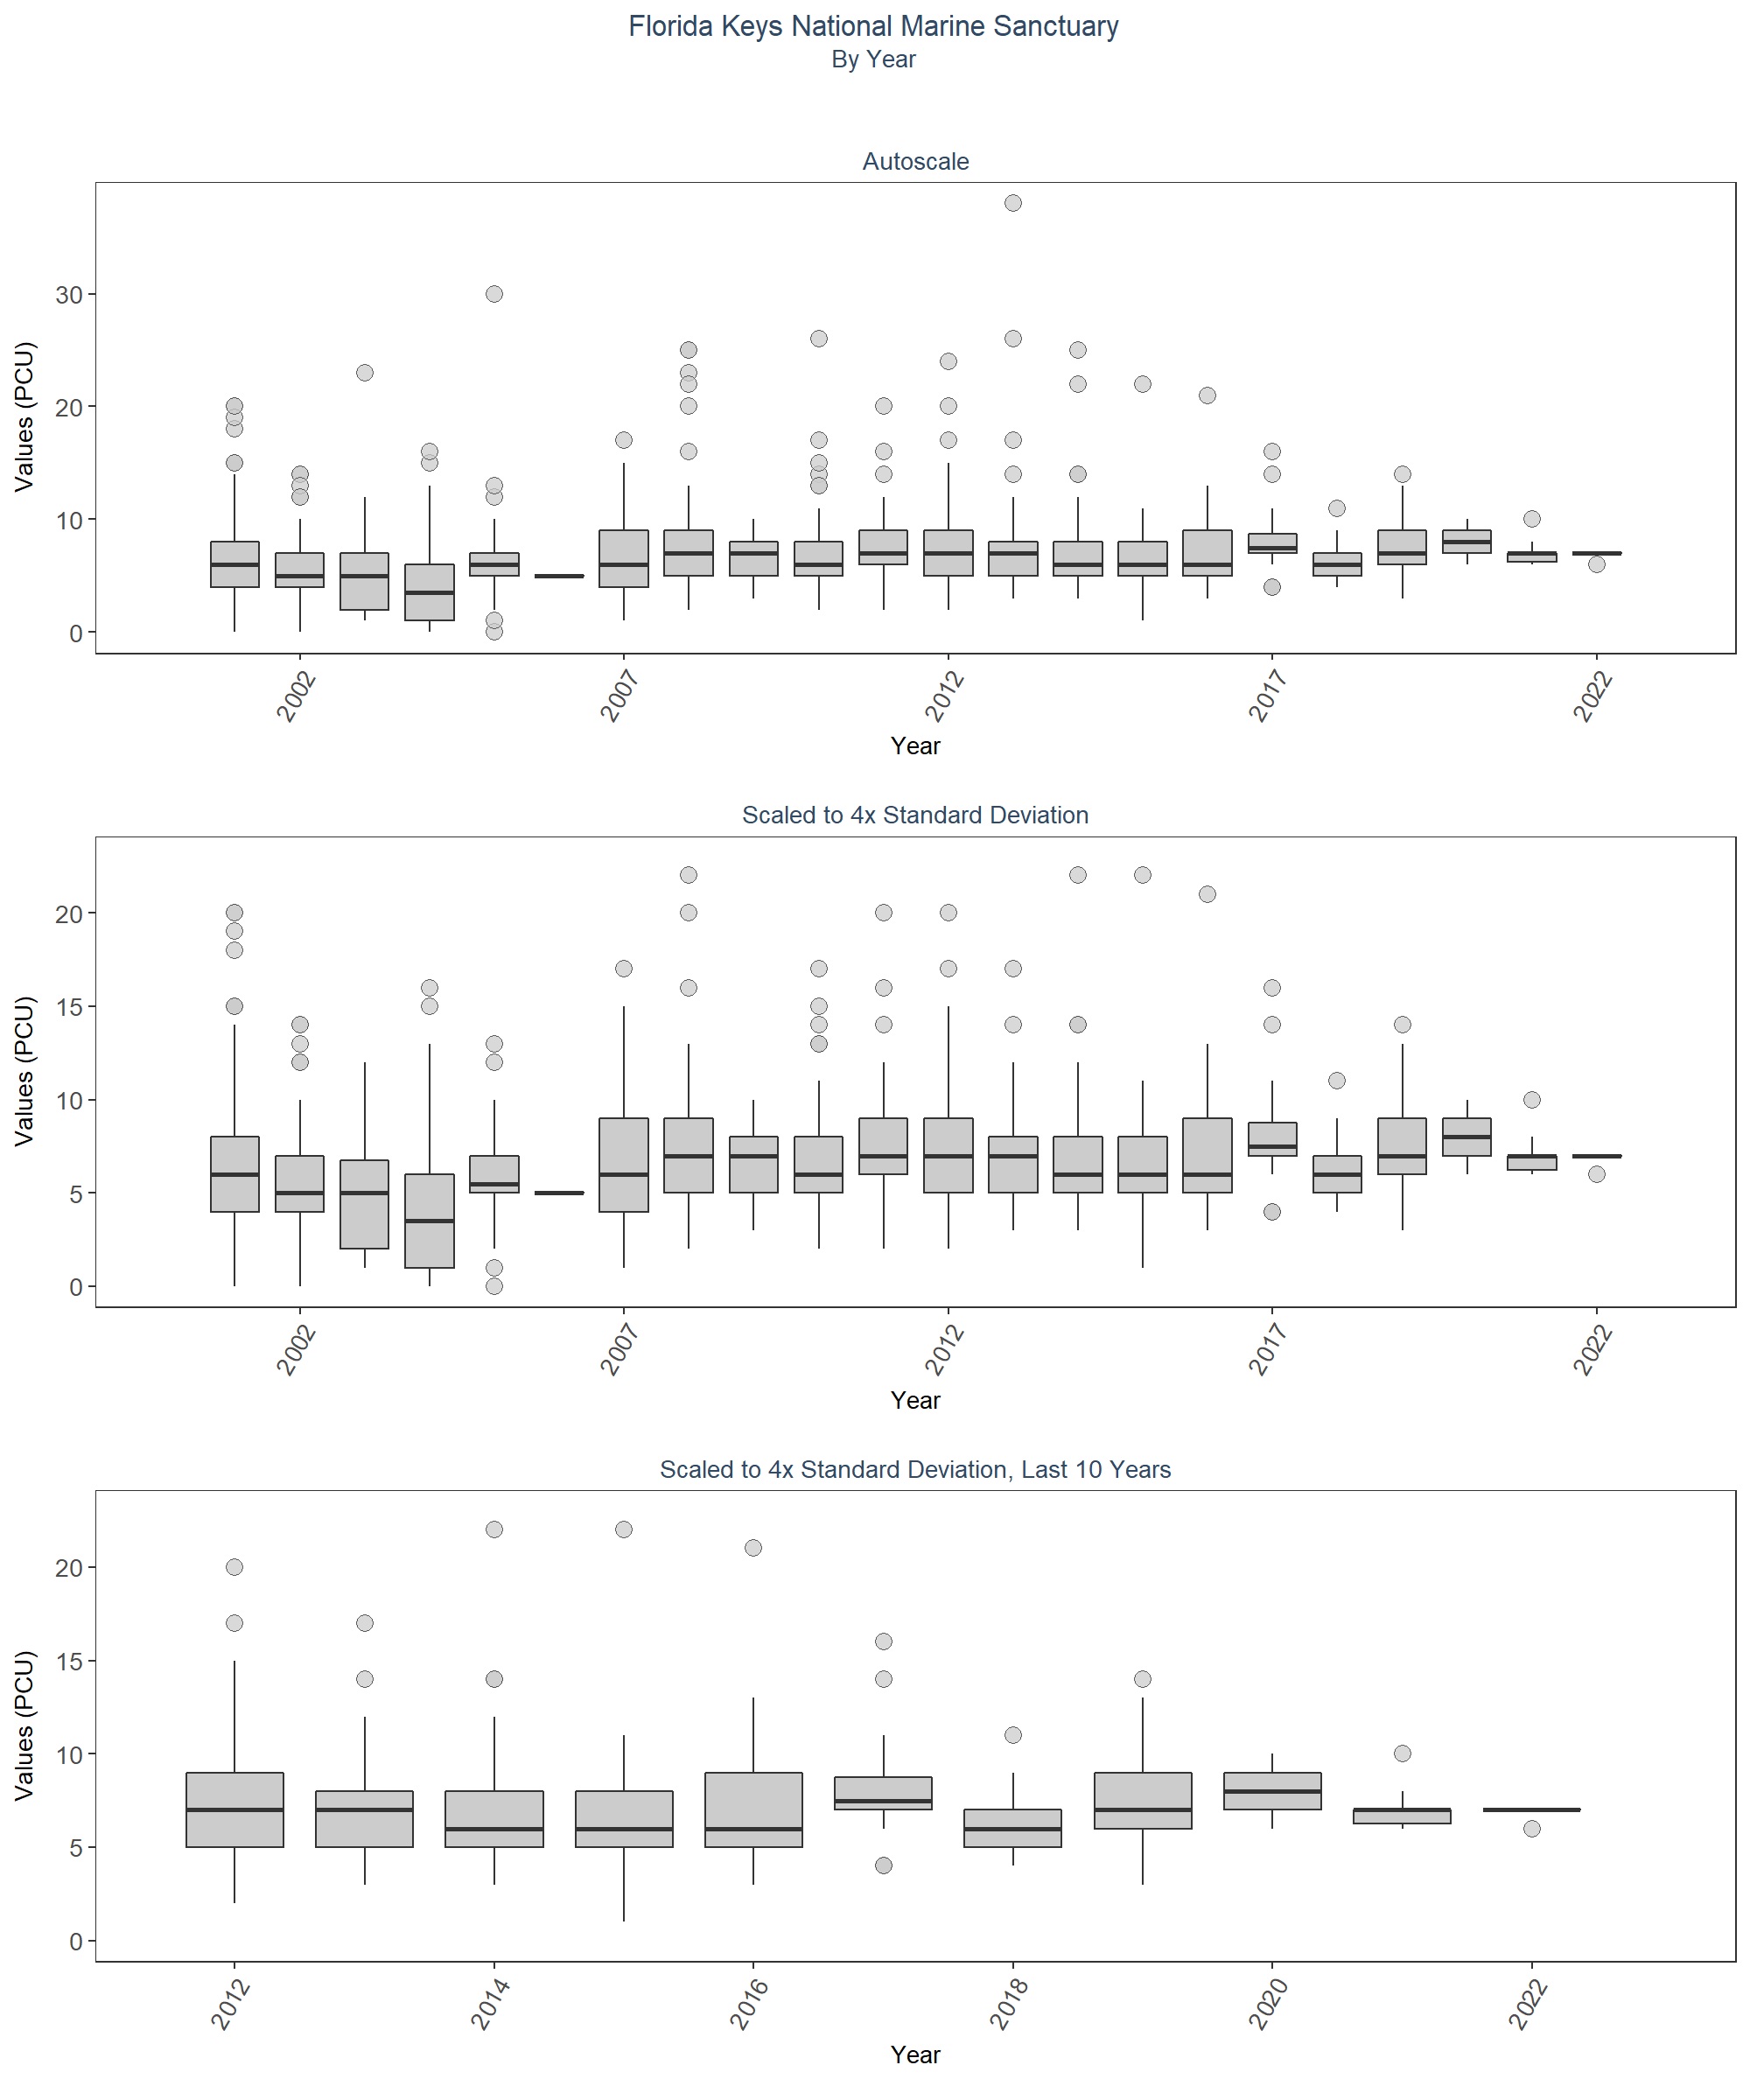 Florida Keys National Marine Sanctuary
By Year
Autoscale
Values (PCU)
30
20
10
0
2002 2007 2012 2017 2022
Year
Scaled to 4x Standard Deviation
Values (PCU)
20
15
10
5
0
2002 2007 2012 2017 2022
Year
Scaled to 4x Standard Deviation, Last 10 Years
Values (PCU)
20
15
10
5
0
2012 2014 2016 2018 2020 2022
Year